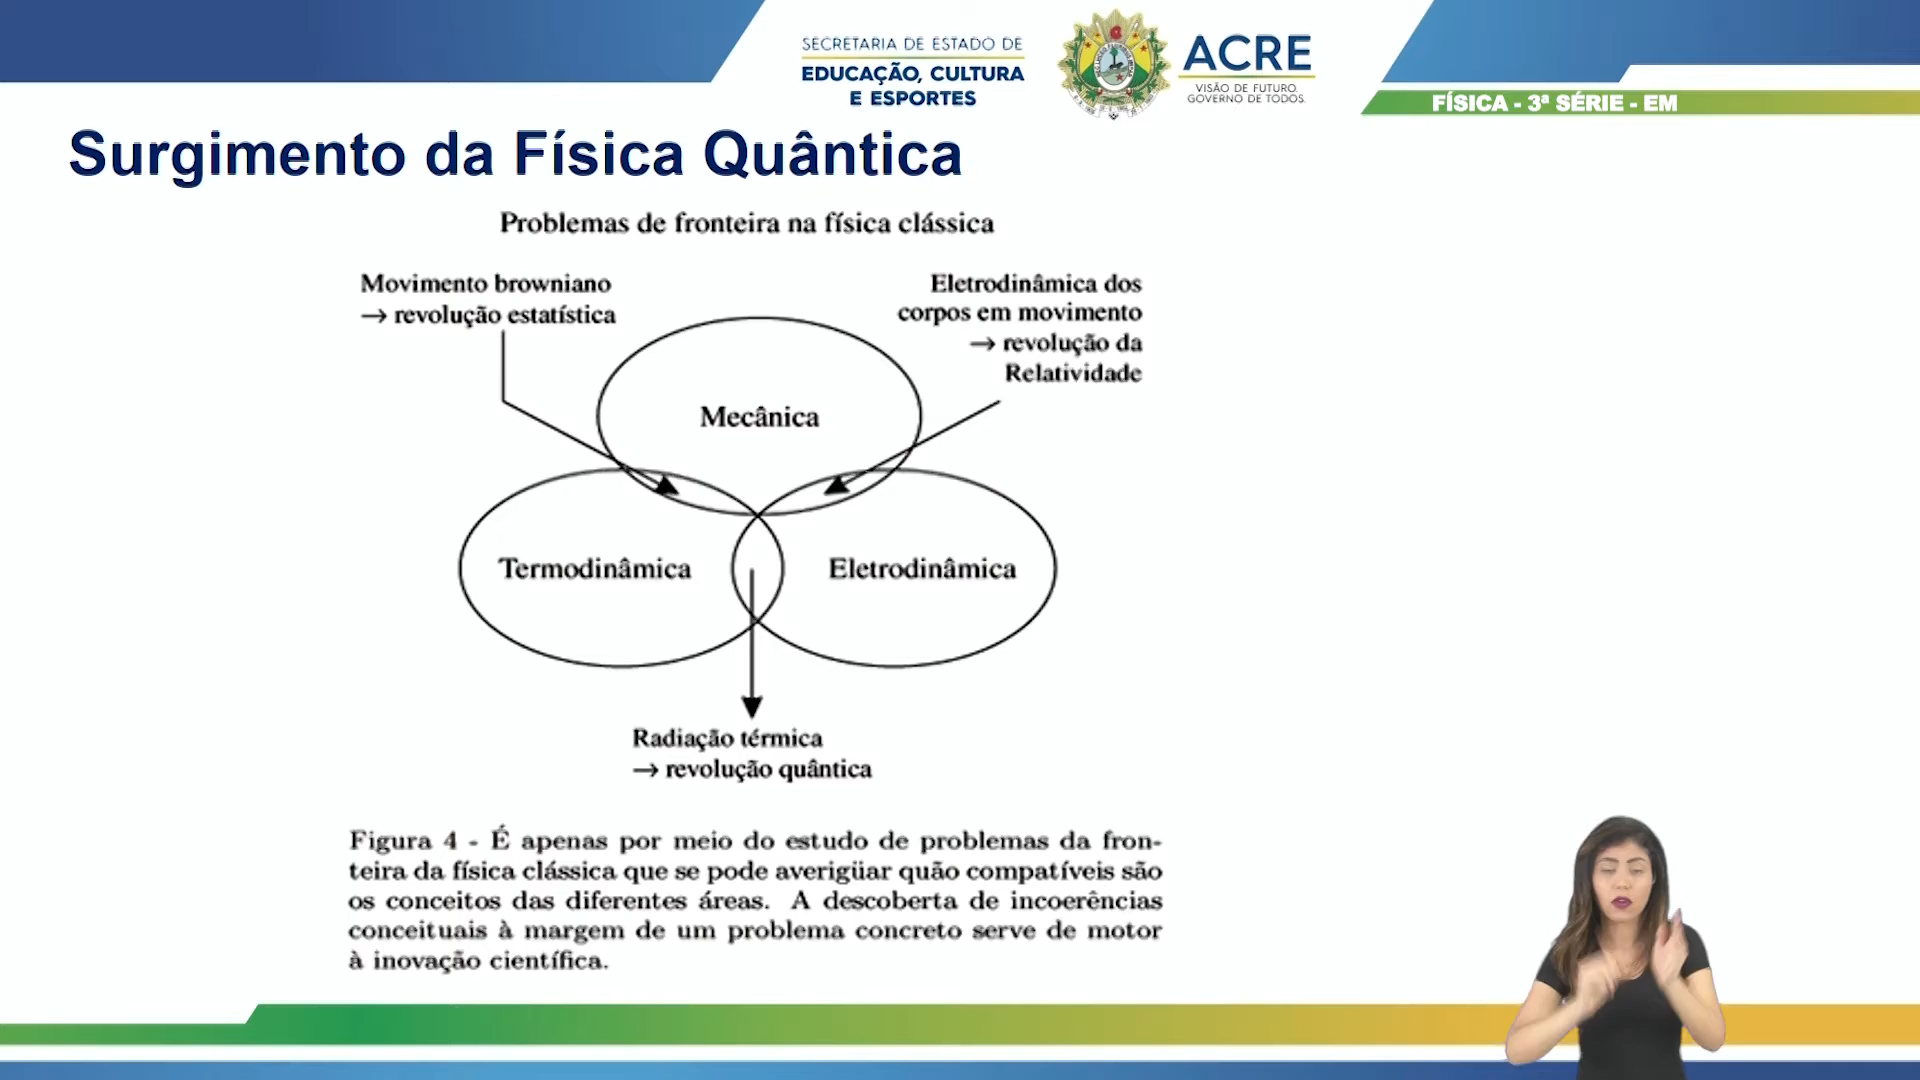 SECRETARIA DE ESTADO DE
EDUCAÇÃO, CULTURA
E ESPORTES
ACRE
VISÃO DE FUTURO.
GOVERNO DE TODOS.
FÍSICA - 3ª SÉRIE - EM
Surgimento da Física Quântica
Problemas de fronteira na física clássica
Movimento browniano
→ revolução estatística
Eletrodinâmica dos
corpos em movimento
→ revolução da
Relatividade
Mecânica
Termodinâmica
Eletrodinâmica
Radiação térmica
→ revolução quântica
Figura 4 - É apenas por meio do estudo de problemas da fron-
teira da física clássica que se pode averigüar quão compatíveis são
os conceitos das diferentes áreas. A descoberta de incoerências
conceituais à margem de um problema concreto serve de motor
à inovação científica.